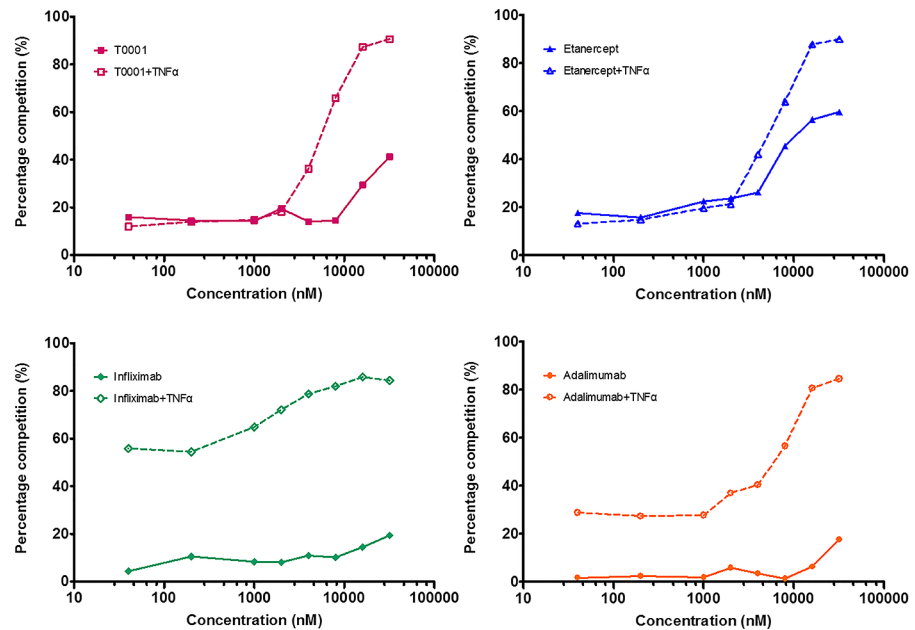 Percentage competition (%)
100
80
60
40
20
0
T0001
T0001+TNFα
10
100
1000
10000
100000
Concentration (nM)
Percentage competition (%)
100
80
60
40
20
0
Etanercept
Etanercept+TNFα
10
100
1000
10000
100000
Concentration (nM)
Percentage competition (%)
100
80
60
40
20
0
Infliximab
Infliximab+TNFα
10
100
1000
10000
100000
Concentration (nM)
Percentage competition (%)
100
80
60
40
20
0
Adalimumab
Adalimumab+TNFα
10
100
1000
10000
100000
Concentration (nM)